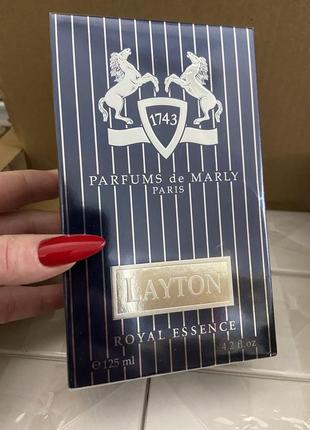 1743
PARFUMS de MARLY
PARIS
LAYTON
ROYAL ESSENCE
℮ 125 ml 4.2 fl.oz